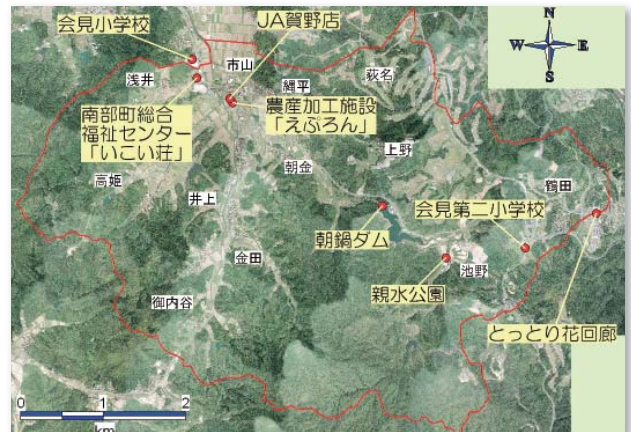 会見小学校
JA賀野店
N
W E
S
市山
浅井
縄平
荻名
農産加工施設
「えぷろん」
南部町総合
福祉センター
「いこい荘」
上野
朝金
鶴田
高姫
井上
会見第二小学校
朝鍋ダム
金田
池野
親水公園
御内谷
とっとり花回廊
0 1 2
km